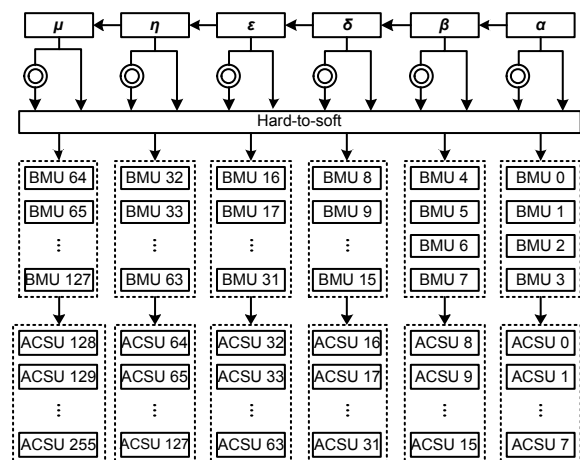 μ η ε δ β α
Hard-to-soft
BMU 64 BMU 32 BMU 16 BMU 8 BMU 4 BMU 0
BMU 65 BMU 33 BMU 17 BMU 9 BMU 5 BMU 1
... ... ... ... BMU 6 BMU 2
BMU 127 BMU 63 BMU 31 BMU 15 BMU 7 BMU 3
ACSU 128 ACSU 64 ACSU 32 ACSU 16 ACSU 8 ACSU 0
ACSU 129 ACSU 65 ACSU 33 ACSU 17 ACSU 9 ACSU 1
... ... ... ... ... ...
ACSU 255 ACSU 127 ACSU 63 ACSU 31 ACSU 15 ACSU 7